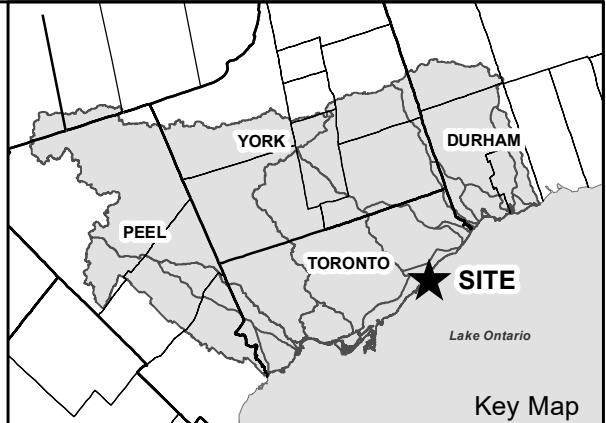 YORK
DURHAM
PEEL
TORONTO
SITE
Lake Ontario
Key Map